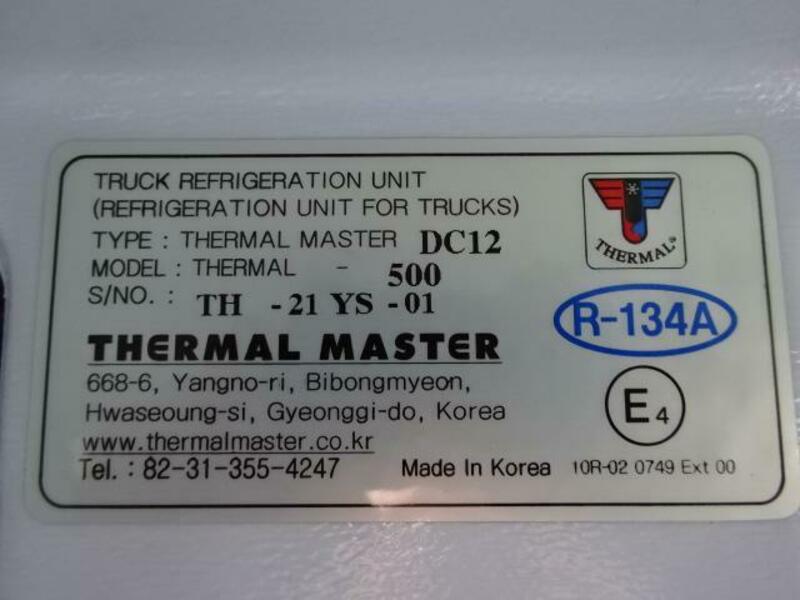 TRUCK REFRIGERATION UNIT
(REFRIGERATION UNIT FOR TRUCKS)
TYPE : THERMAL MASTER DC12
MODEL : THERMAL - 500
S/NO. : TH -21 YS -01
THERMAL MASTER
668-6, Yangno-ri, Bibongmyeon,
Hwaseoung-si, Gyeonggi-do, Korea
www.thermalmaster.co.kr
Tel. : 82-31-355-4247
Made In Korea
THERMAL®
R-134A
E4
10R-02 0749 Ext 00